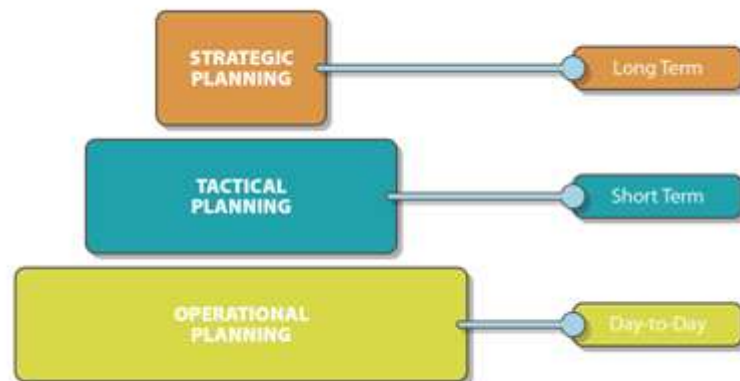 STRATEGIC
PLANNING
Long Term
TACTICAL
PLANNING
Short Term
OPERATIONAL
PLANNING
Day-to-Day